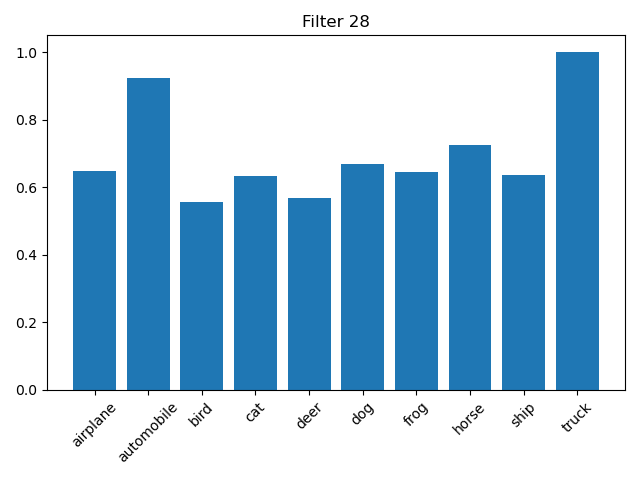 Filter 28
1.0
0.8
0.6
0.4
0.2
0.0
airplane
automobile
bird
cat
deer
dog
frog
horse
ship
truck